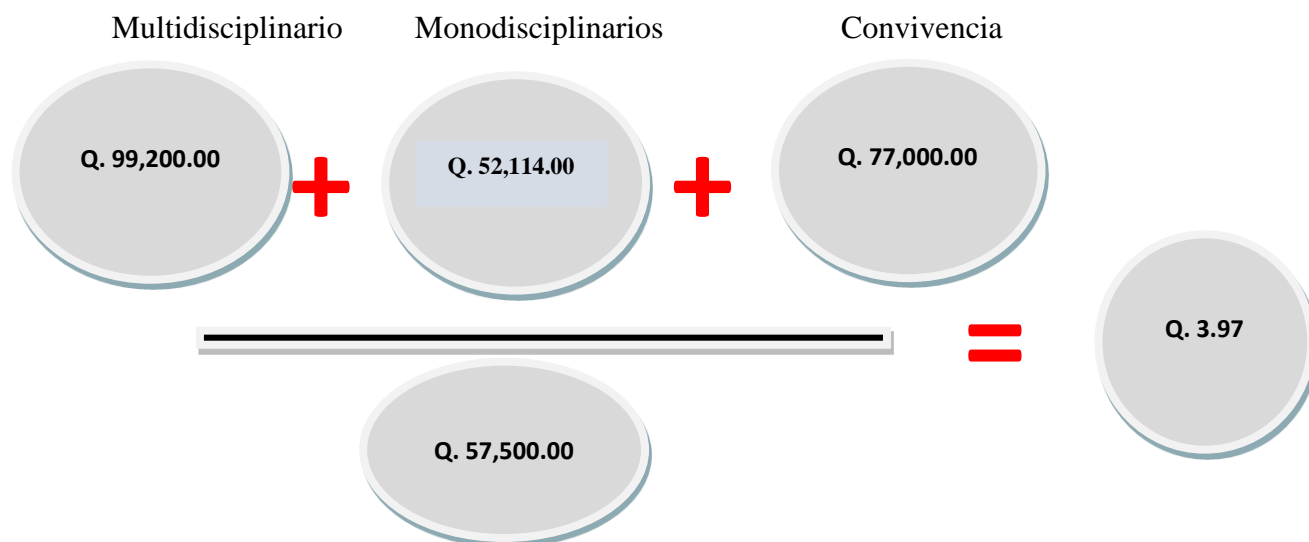 Multidisciplinario Monodisciplinarios Convivencia
Q. 99,200.00 + Q. 52,114.00 + Q. 77,000.00
= Q. 3.97
Q. 57,500.00